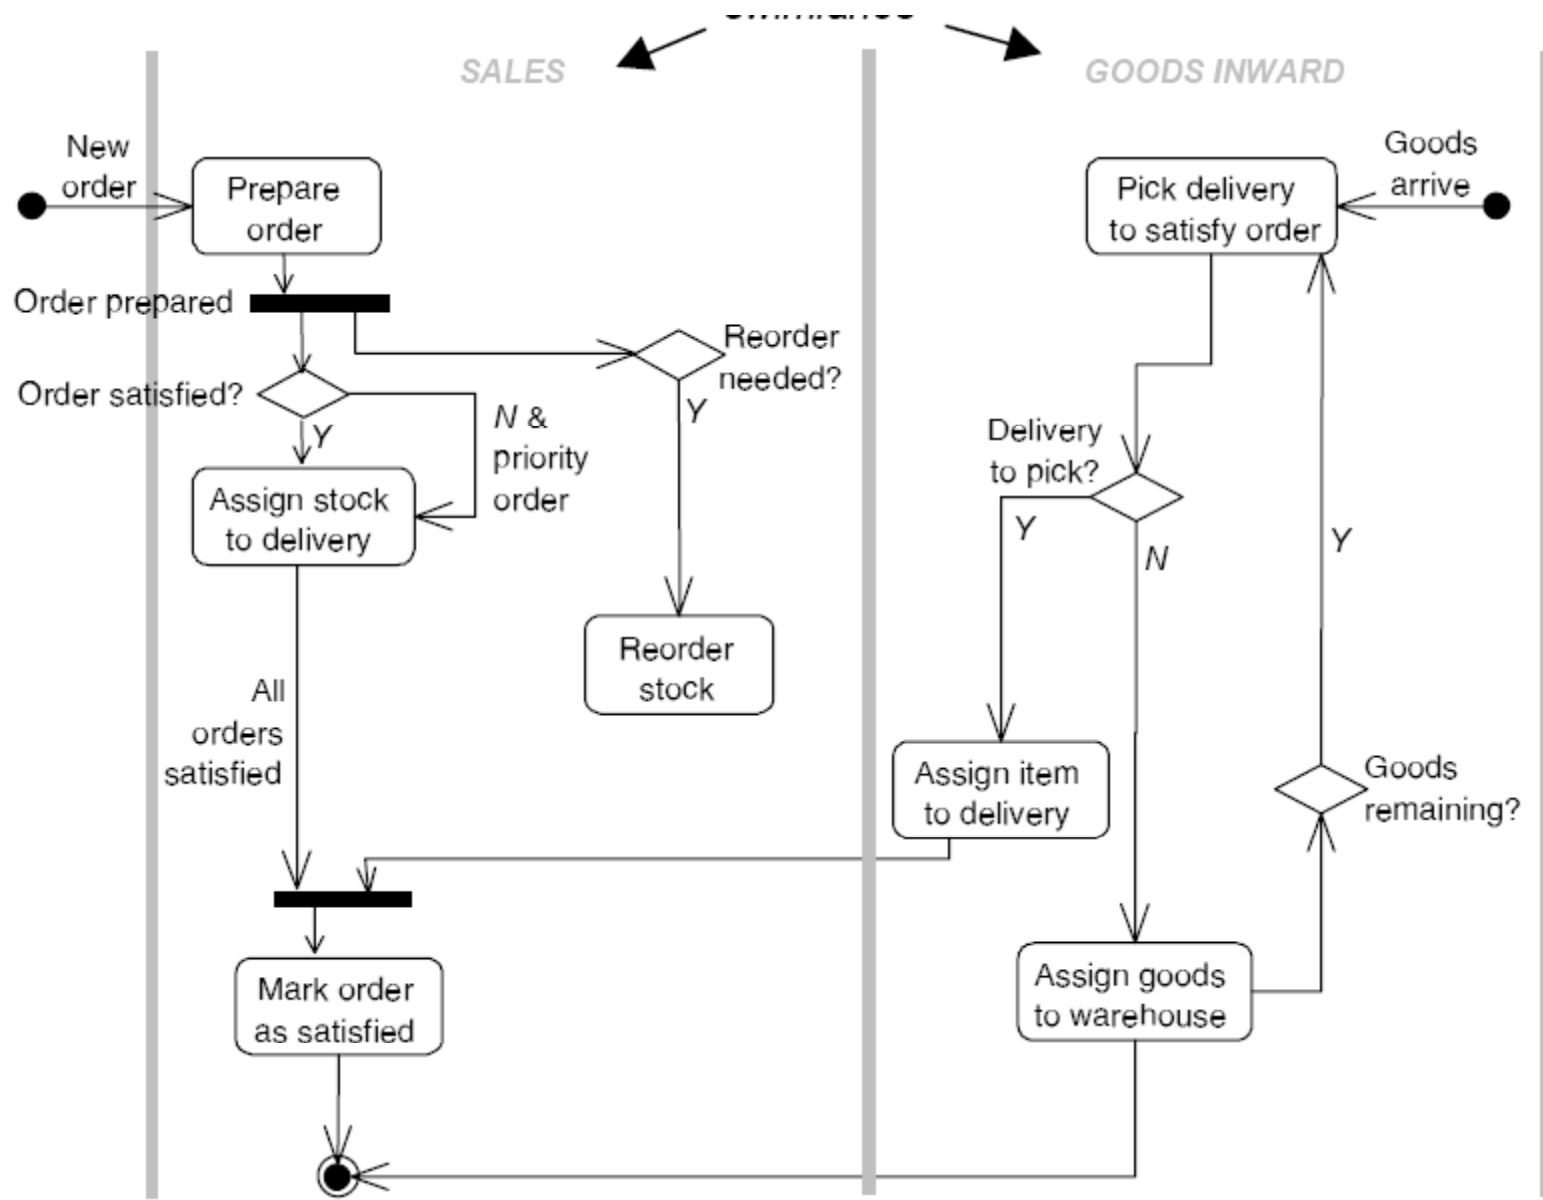 SALES
GOODS INWARD
New
order
Prepare
order
Pick delivery
to satisfy order
Goods
arrive
Order prepared
Reorder
needed?
Order satisfied?
Y
N &
priority
order
Y
Assign stock
to delivery
Delivery
to pick?
Y
N
Y
Reorder
stock
All
orders
satisfied
Assign item
to delivery
Goods
remaining?
Mark order
as satisfied
Assign goods
to warehouse